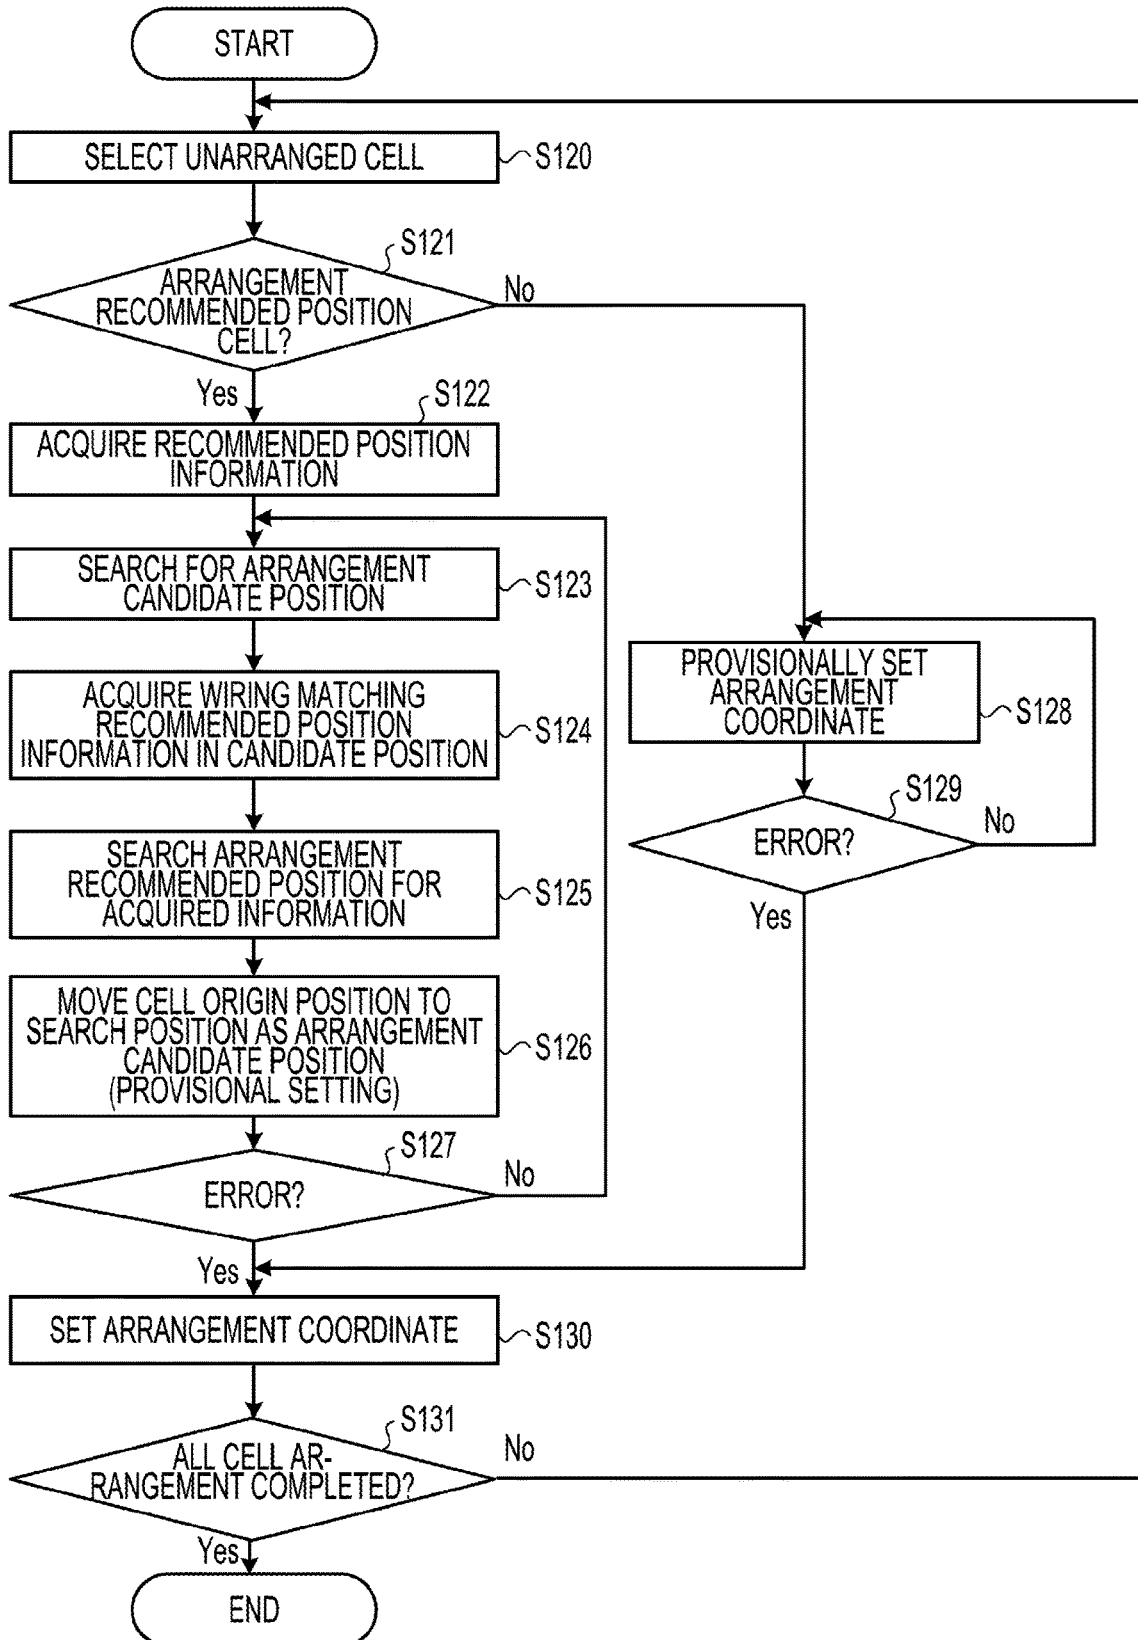 START
SELECT UNARRANGED CELL
S120
S121
ARRANGEMENT
RECOMMENDED POSITION
CELL?
No
Yes
S122
ACQUIRE RECOMMENDED POSITION
INFORMATION
SEARCH FOR ARRANGEMENT
CANDIDATE POSITION
S123
ACQUIRE WIRING MATCHING
RECOMMENDED POSITION
INFORMATION IN CANDIDATE POSITION
S124
PROVISIONALLY SET
ARRANGEMENT
COORDINATE
S128
S129
ERROR?
No
Yes
SEARCH ARRANGEMENT
RECOMMENDED POSITION FOR
ACQUIRED INFORMATION
S125
MOVE CELL ORIGIN POSITION TO
SEARCH POSITION AS ARRANGEMENT
CANDIDATE POSITION
(PROVISIONAL SETTING)
S126
S127
ERROR?
No
Yes
SET ARRANGEMENT COORDINATE
S130
S131
ALL CELL AR-
RANGEMENT COMPLETED?
No
Yes
END